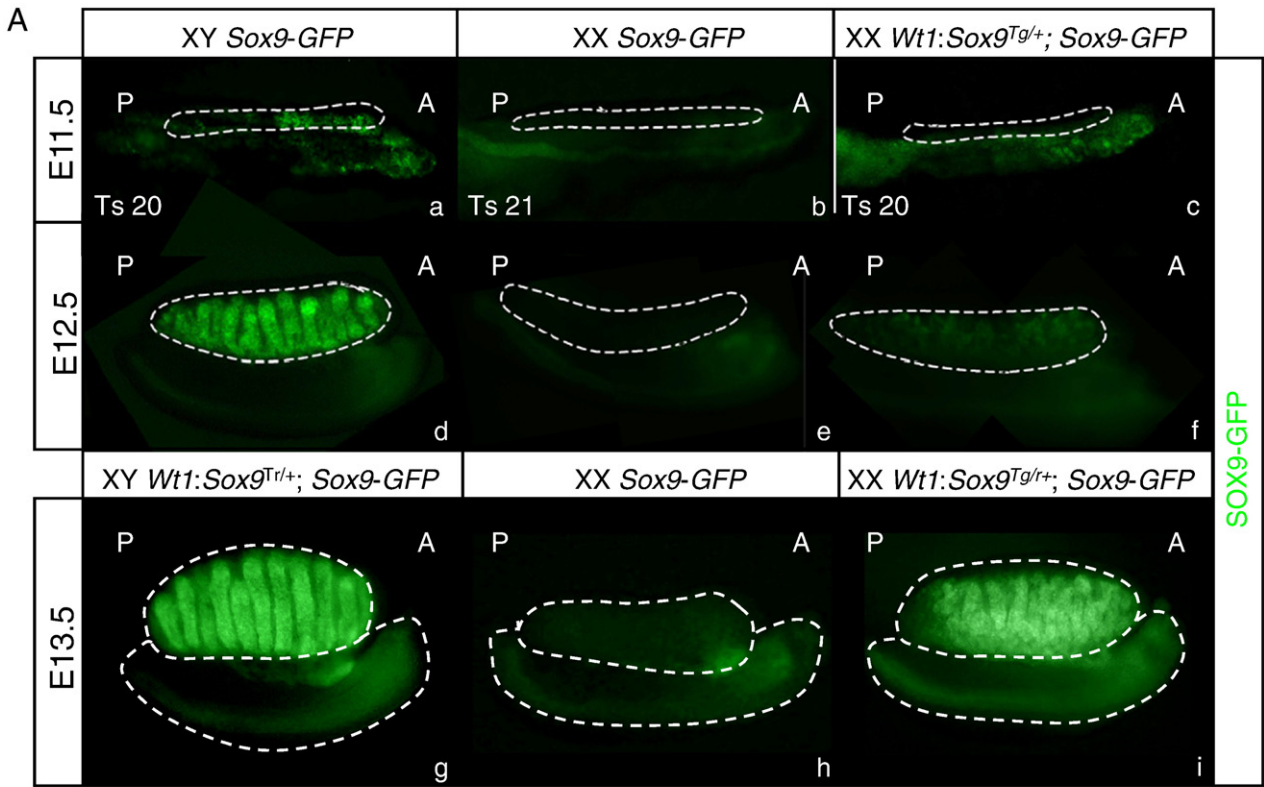 A
XY Sox9-GFP
XX Sox9-GFP
XX Wt1:Sox9Tg/+; Sox9-GFP
E11.5
P A
Ts 20 a
P A
Ts 21 b
P A
Ts 20 c
E12.5
P A
d
P A
e
P A
f
XY Wt1:Sox9Tr/+; Sox9-GFP
XX Sox9-GFP
XX Wt1:Sox9Tg/r+; Sox9-GFP
E13.5
P A
g
P A
h
P A
i
SOX9-GFP